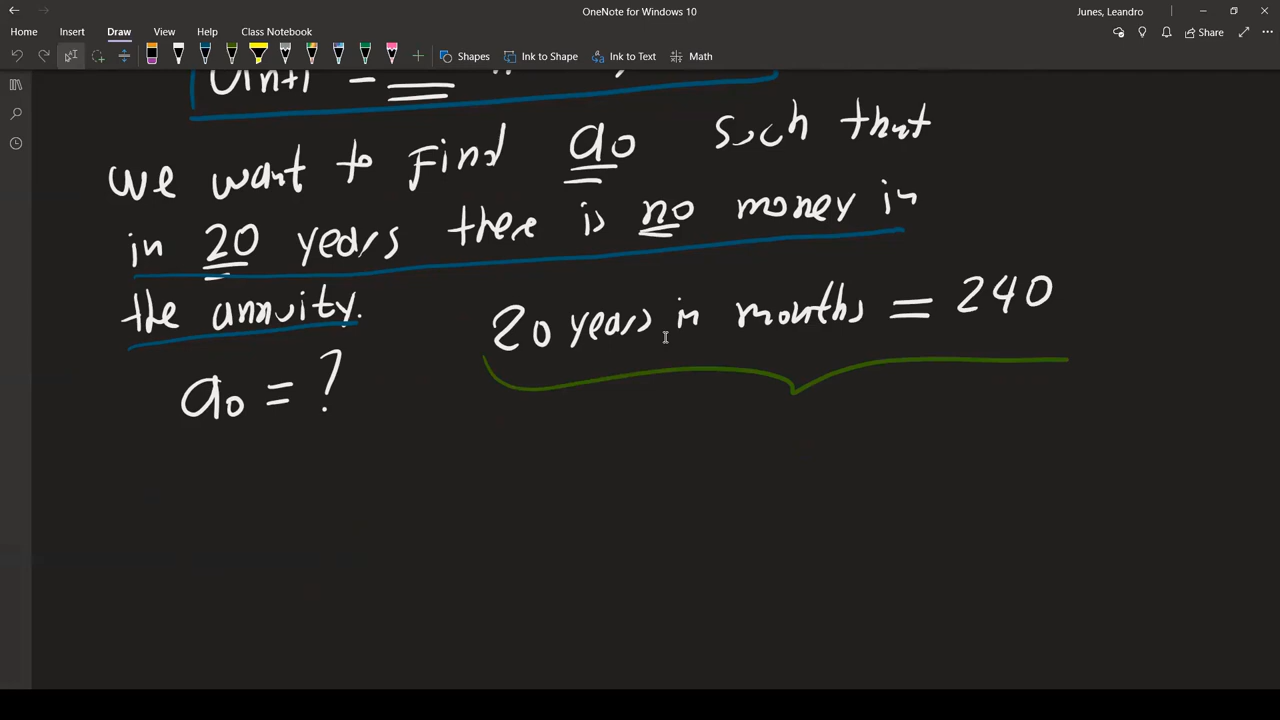 OneNote for Windows 10
Junes, Leandro
Home Insert Draw View Help Class Notebook
Share
Shapes Ink to Shape Ink to Text Math
we want to Find a0 such that
in 20 years there is no money in
the annuity.
20 years in months = 240
a0 = ?